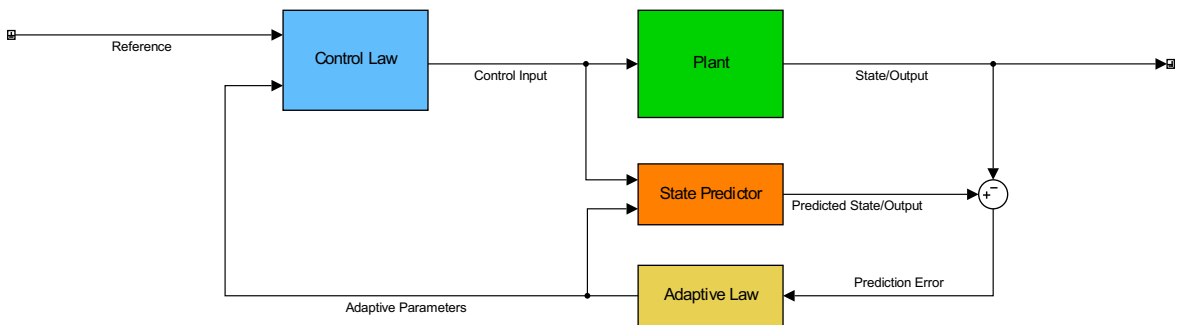 Reference
Control Law
Control Input
Plant
State/Output
State Predictor
Predicted State/Output
−
+
Adaptive Law
Prediction Error
Adaptive Parameters